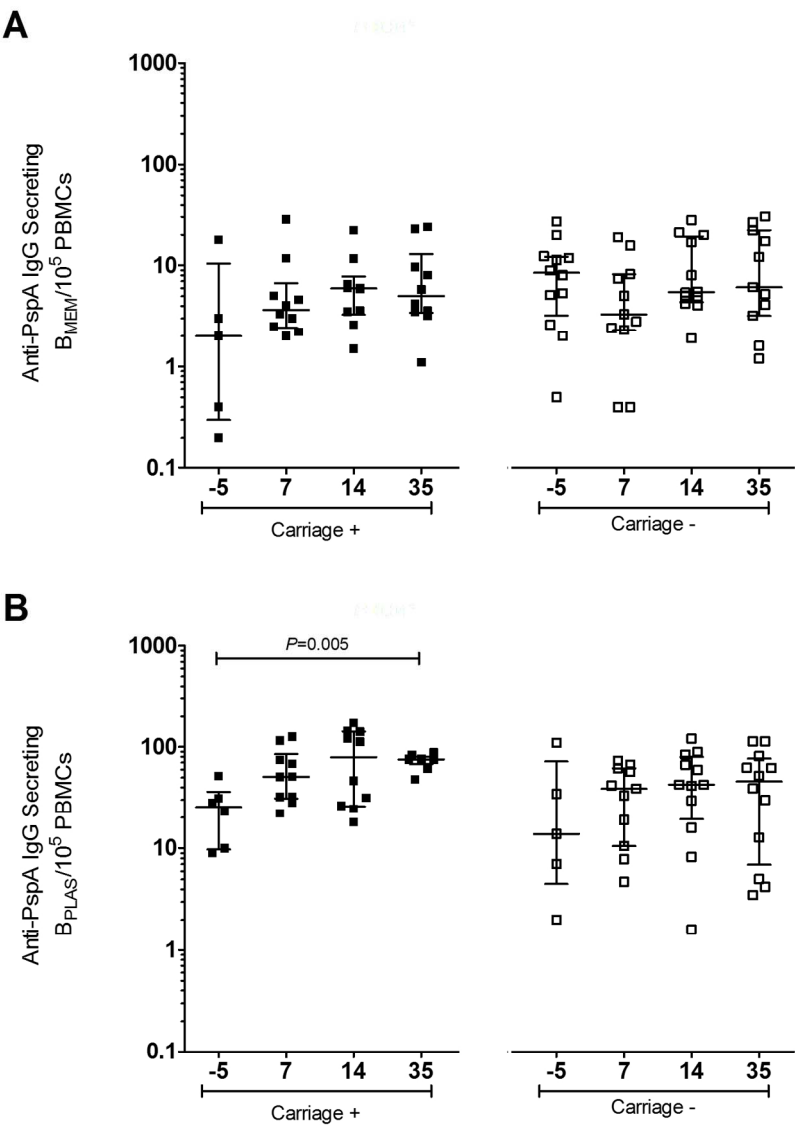 A
Anti-PspA IgG Secreting
BMEM/10⁵ PBMCs
1000
100
10
1
0.1
-5 7 14 35 -5 7 14 35
Carriage + Carriage -
B
Anti-PspA IgG Secreting
BPLAS/10⁵ PBMCs
1000
100
10
1
0.1
P=0.005
-5 7 14 35 -5 7 14 35
Carriage + Carriage -